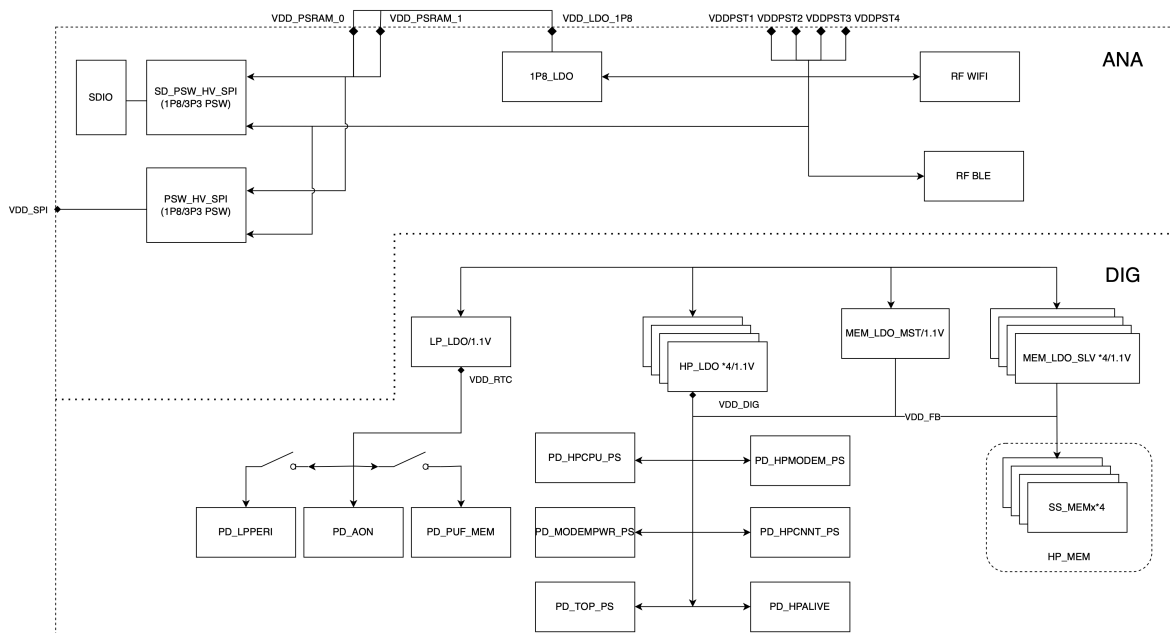 VDD_PSRAM_0
VDD_PSRAM_1
VDD_LDO_1P8
VDDPST1 VDDPST2 VDDPST3 VDDPST4
ANA
SDIO
SD_PSW_HV_SPI
(1P8/3P3 PSW)
1P8_LDO
RF WIFI
RF BLE
VDD_SPI
PSW_HV_SPI
(1P8/3P3 PSW)
DIG
LP_LDO/1.1V
HP_LDO *4/1.1V
MEM_LDO_MST/1.1V
MEM_LDO_SLV *4/1.1V
VDD_RTC
VDD_DIG
VDD_FB
PD_HPCPU_PS
PD_HPMODEM_PS
PD_LPPERI
PD_AON
PD_PUF_MEM
PD_MODEMPWR_PS
PD_HPCNNT_PS
SS_MEMx*4
HP_MEM
PD_TOP_PS
PD_HPALIVE